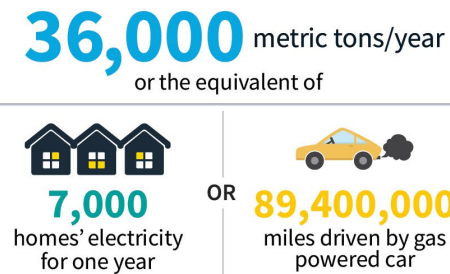 36,000 metric tons/year
or the equivalent of
7,000
homes’ electricity
for one year
OR
89,400,000
miles driven by gas
powered car